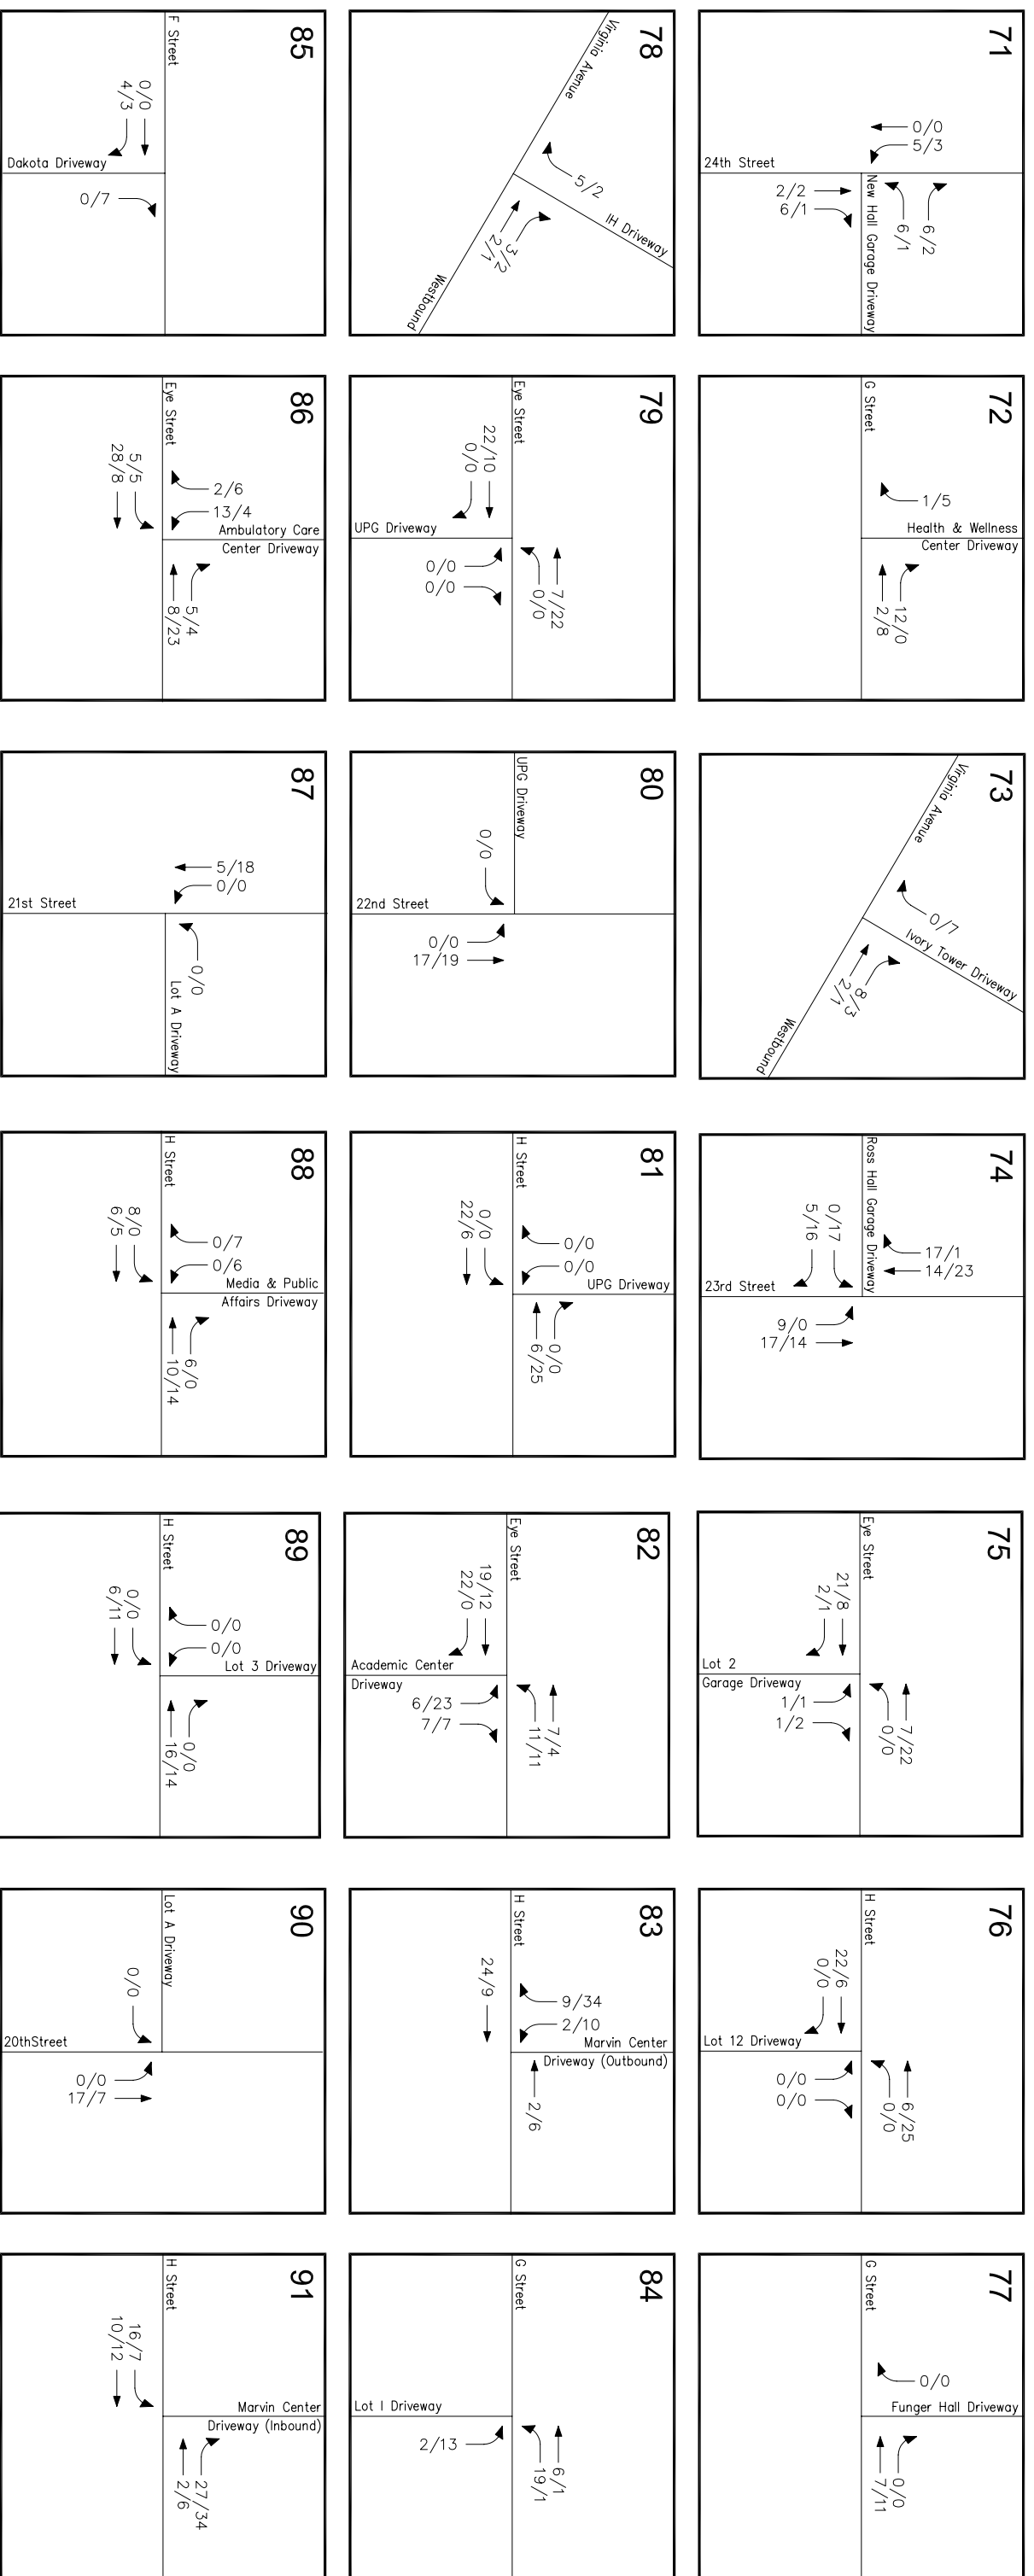 71
24th Street
New Hall Garage Driveway
0/0
5/3
2/2
6/1
6/2
6/1
72
G Street
1/5
Health & Wellness
Center Driveway
12/0
2/8
73
Virginia Avenue
0/7
Ivory Tower Driveway
8/3
2/1
Westbound
74
Ross Hall Garage Driveway
17/1
14/23
0/17
5/16
23rd Street
9/0
17/14
75
Eye Street
21/8
2/1
Lot 2
Garage Driveway
1/1
1/2
7/22
0/0
76
H Street
22/6
0/0
Lot 12 Driveway
0/0
0/0
6/25
0/0
77
G Street
0/0
Funger Hall Driveway
0/0
7/11
78
Virginia Avenue
5/2
IH Driveway
3/2
2/1
Westbound
79
Eye Street
22/10
0/0
UPG Driveway
0/0
0/0
7/22
0/0
80
UPG Driveway
0/0
22nd Street
0/0
17/19
81
H Street
0/0
0/0
0/0
22/6
UPG Driveway
0/0
6/25
82
Eye Street
19/12
22/0
Academic Center
Driveway
6/23
7/7
7/4
11/11
83
H Street
24/9
9/34
2/10
Marvin Center
Driveway (Outbound)
2/6
84
G Street
Lot I Driveway
2/13
6/1
19/1
85
F Street
0/0
4/3
Dakota Driveway
0/7
86
Eye Street
2/6
13/4
5/5
28/8
Ambulatory Care
Center Driveway
5/4
8/23
87
5/18
0/0
21st Street
0/0
Lot A Driveway
88
H Street
0/7
0/6
8/0
6/5
Media & Public
Affairs Driveway
6/0
10/14
89
H Street
0/0
0/0
0/0
6/11
Lot 3 Driveway
0/0
16/14
90
Lot A Driveway
0/0
20thStreet
0/0
17/7
91
H Street
16/7
10/12
Marvin Center
Driveway (Inbound)
27/34
2/6